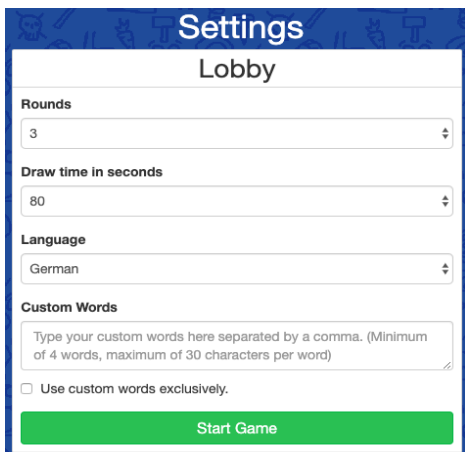 Settings
Lobby
Rounds
3
Draw time in seconds
80
Language
German
Custom Words
Type your custom words here separated by a comma. (Minimum
of 4 words, maximum of 30 characters per word)
Use custom words exclusively.
Start Game